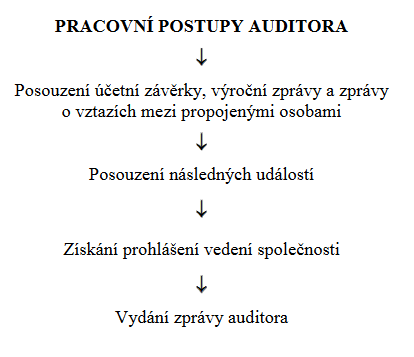 PRACOVNÍ POSTUPY AUDITORA
↓
Posouzení účetní závěrky, výroční zprávy a zprávy
o vztazích mezi propojenými osobami
↓
Posouzení následných událostí
↓
Získání prohlášení vedení společnosti
↓
Vydání zprávy auditora